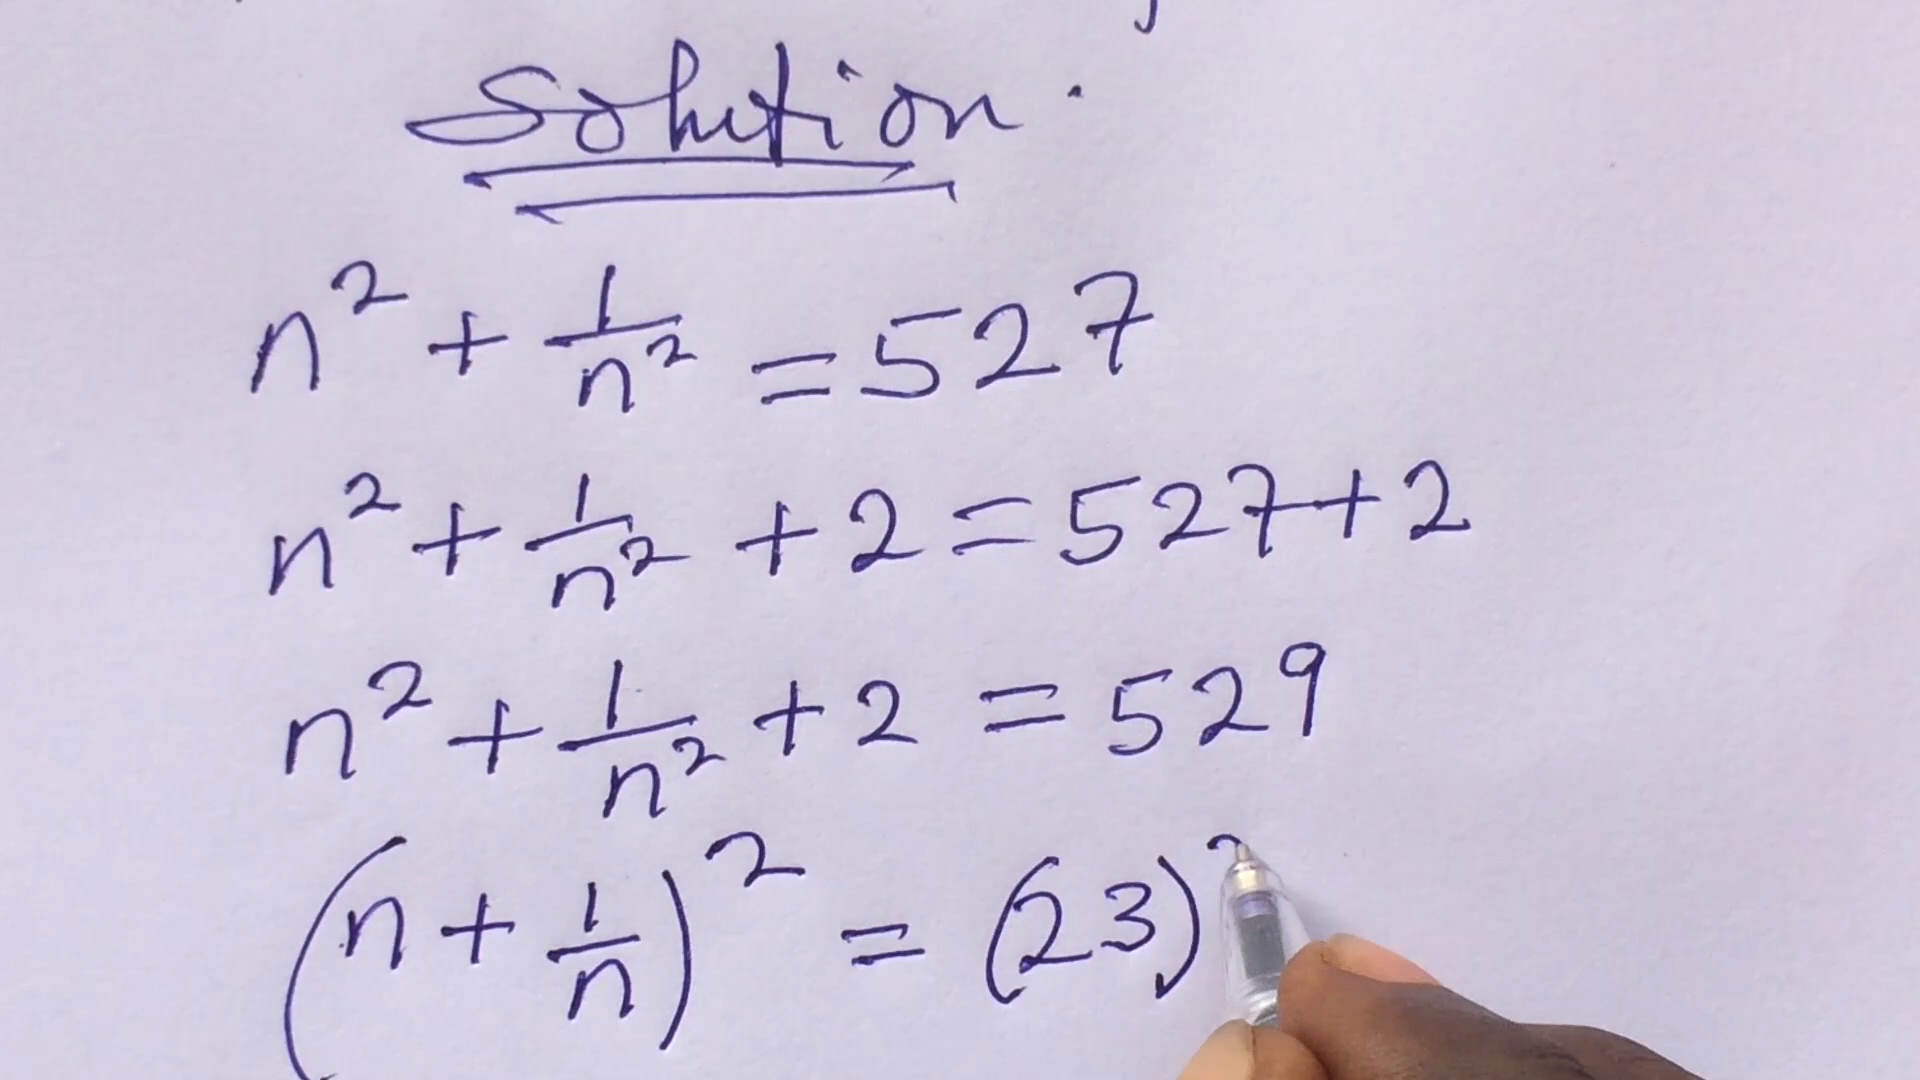 Solution.
n² + 1/n² = 527
n² + 1/n² + 2 = 527 + 2
n² + 1/n² + 2 = 529
(n + 1/n)² = (23)²